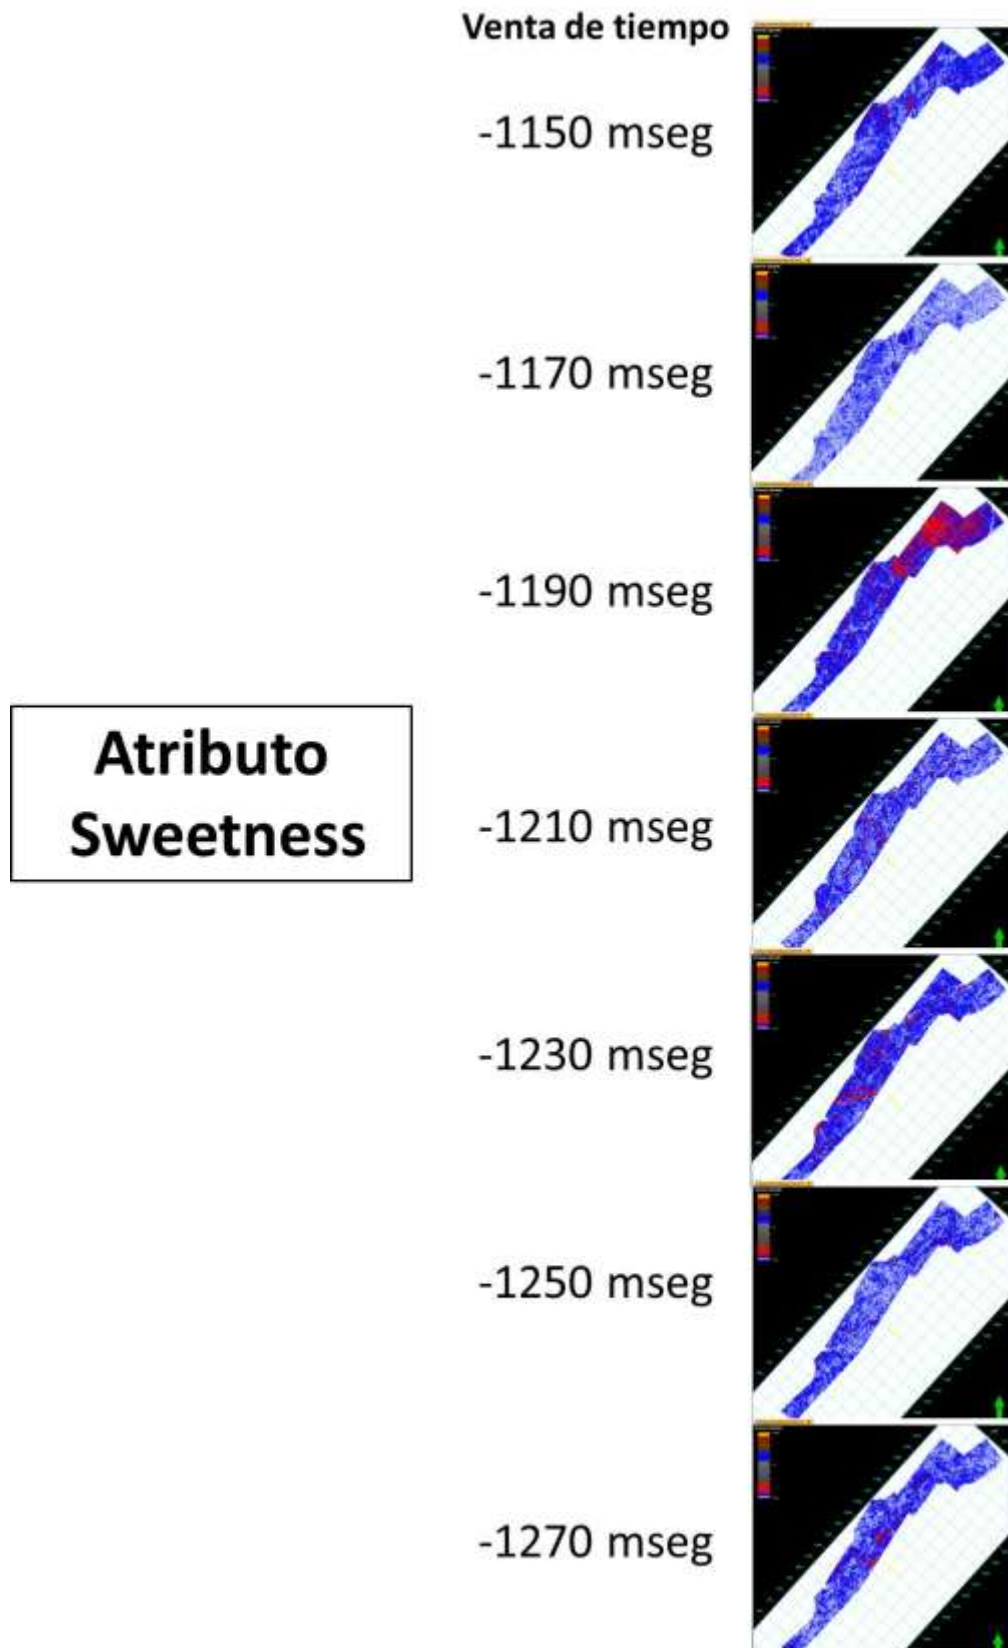 Venta de tiempo
-1150 mseg
-1170 mseg
-1190 mseg
Atributo
Sweetness
-1210 mseg
-1230 mseg
-1250 mseg
-1270 mseg